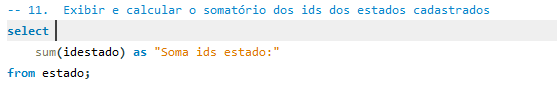 -- 11.  Exibir e calcular o somatório dos ids dos estados cadastrados
select
    sum(idestado) as "Soma ids estado:"
from estado;